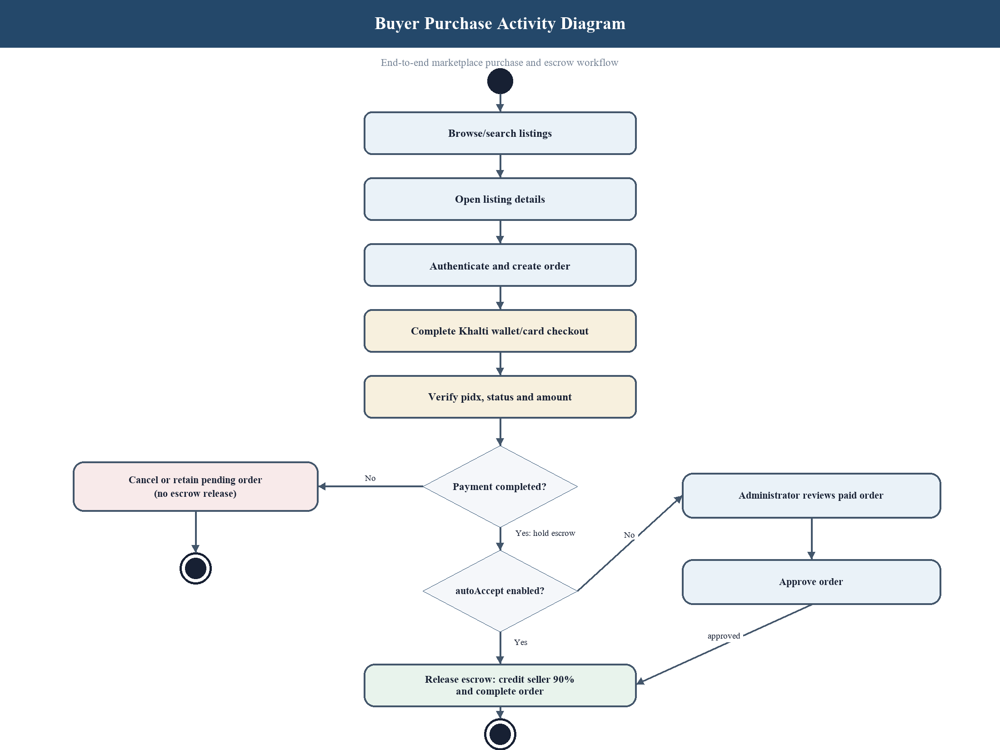 Buyer Purchase Activity Diagram
End-to-end marketplace purchase and escrow workflow
Browse/search listings
Open listing details
Authenticate and create order
Complete Khalti wallet/card checkout
Verify pidx, status and amount
Payment completed?
No
Cancel or retain pending order
(no escrow release)
Yes: hold escrow
autoAccept enabled?
No
Administrator reviews paid order
Approve order
approved
Yes
Release escrow: credit seller 90%
and complete order